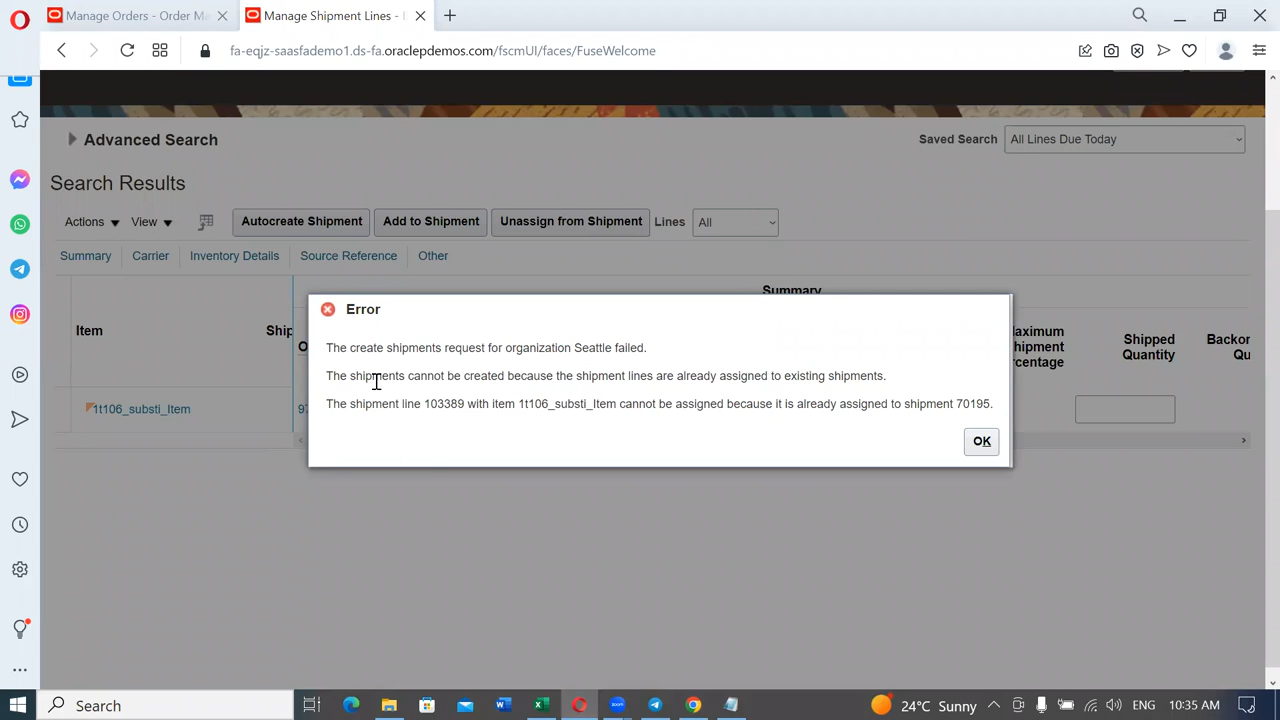 Manage Orders - Order Ma
Manage Shipment Lines -
fa-eqjz-saasfademo1.ds-fa.oraclepdemos.com/fscmUI/faces/FuseWelcome
Advanced Search
Saved Search
All Lines Due Today
Search Results
Actions
View
Autocreate Shipment
Add to Shipment
Unassign from Shipment
Lines
All
Summary
Carrier
Inventory Details
Source Reference
Other
Summary
Item
Ship
Maximum
Shipment
rcentage
Shipped
Quantity
Backor
Qu
1t106_substi_Item
97
Error
The create shipments request for organization Seattle failed.
The shipments cannot be created because the shipment lines are already assigned to existing shipments.
The shipment line 103389 with item 1t106_substi_Item cannot be assigned because it is already assigned to shipment 70195.
OK
Search
24°C Sunny
ENG
10:35 AM